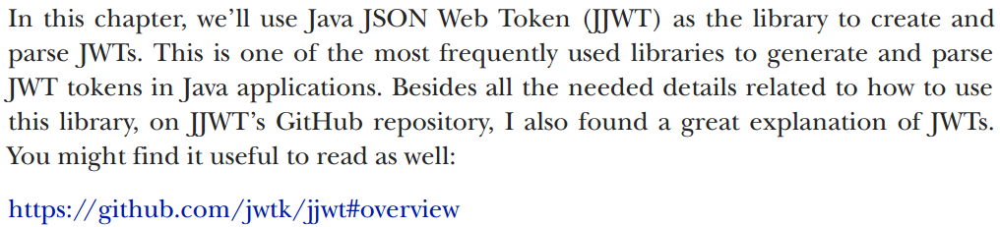 In this chapter, we’ll use Java JSON Web Token (JJWT) as the library to create and
parse JWTs. This is one of the most frequently used libraries to generate and parse
JWT tokens in Java applications. Besides all the needed details related to how to use
this library, on JJWT’s GitHub repository, I also found a great explanation of JWTs.
You might find it useful to read as well:
https://github.com/jwtk/jjwt#overview